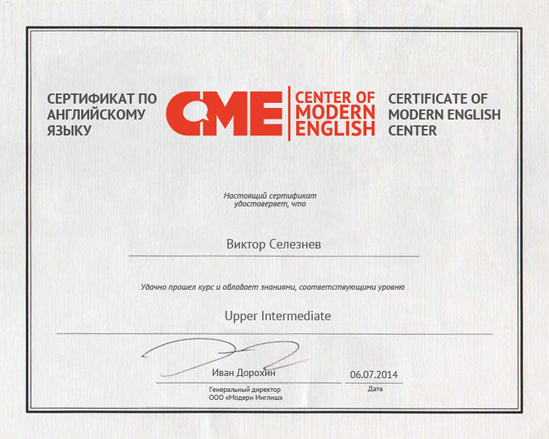 СЕРТИФИКАТ ПО
АНГЛИЙСКОМУ
ЯЗЫКУ
CME
CENTER OF
MODERN
ENGLISH
CERTIFICATE OF
MODERN ENGLISH
CENTER
Настоящий сертификат
удостоверяет, что
Виктор Селезнев
Удачно прошел курс и обладает знаниями, соответствующими уровню
Upper Intermediate
Иван Дорохин
06.07.2014
Генеральный директор
ООО «Модерн Инглиш»
Дата